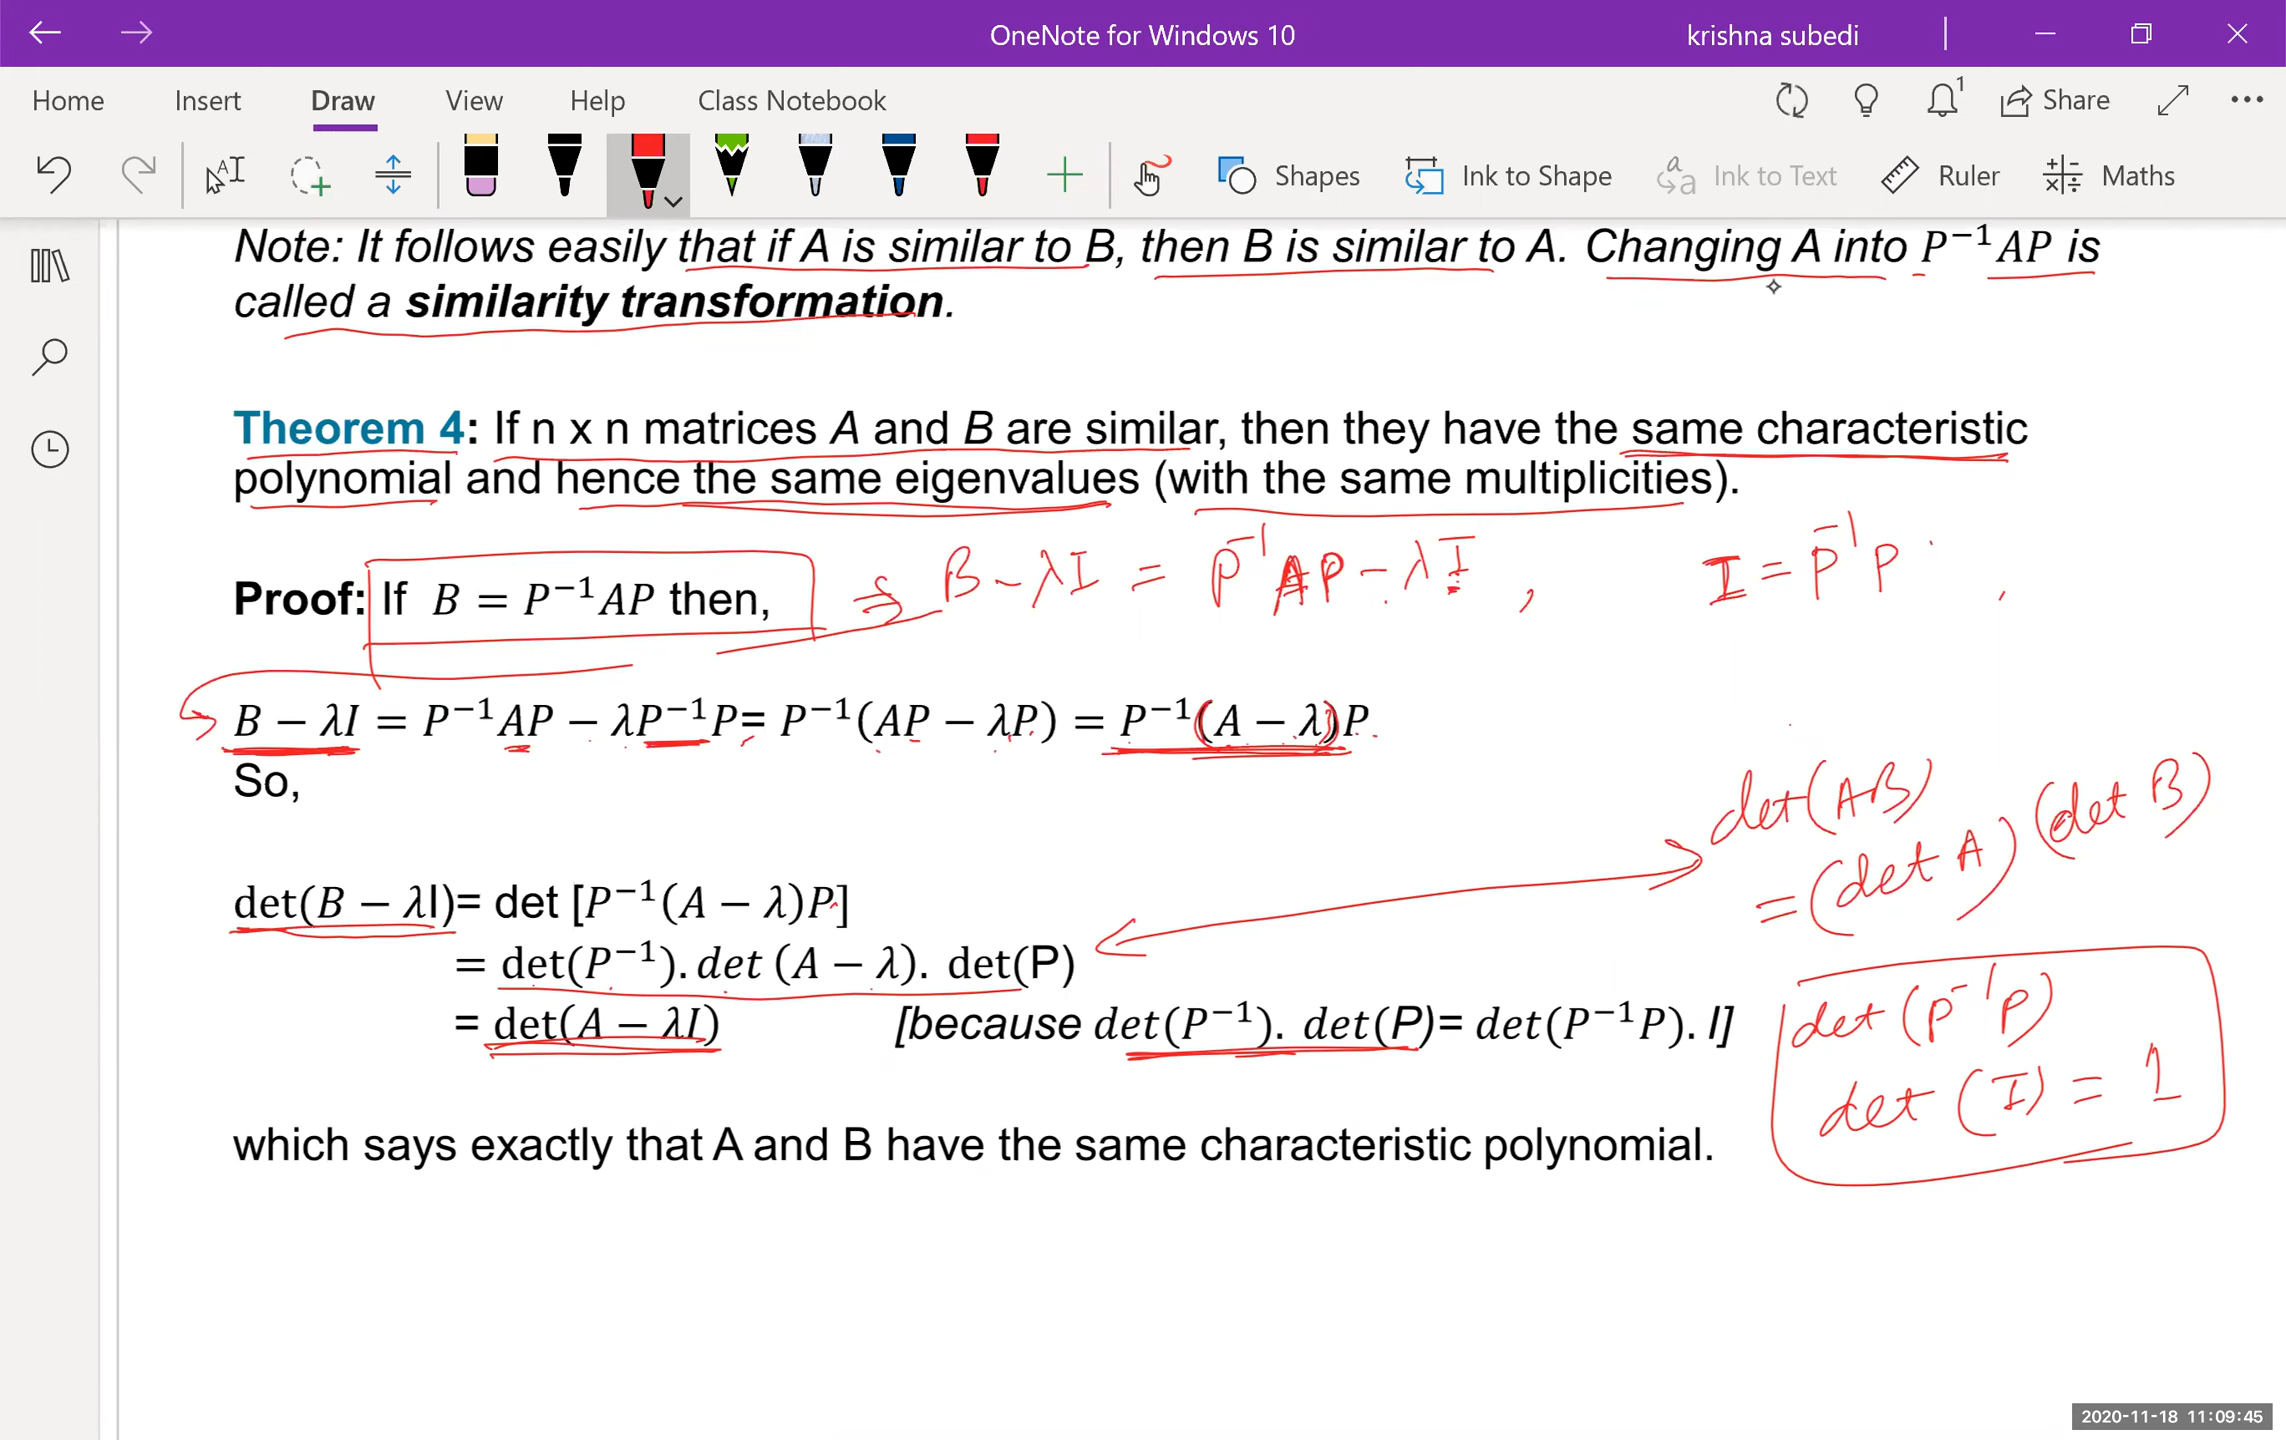 OneNote for Windows 10
krishna subedi
Home Insert Draw View Help Class Notebook
Share
Shapes Ink to Shape Ink to Text Ruler Maths
Note: It follows easily that if A is similar to B, then B is similar to A. Changing A into P⁻¹AP is
called a similarity transformation.
Theorem 4: If n x n matrices A and B are similar, then they have the same characteristic
polynomial and hence the same eigenvalues (with the same multiplicities).
Proof: If B = P⁻¹AP then,
⇒ B − λI = P⁻¹AP − λI , I = P⁻¹P .
B − λI = P⁻¹AP − λP⁻¹P= P⁻¹(AP − λP) = P⁻¹(A − λ)P.
So,
det(AB)
= (det A) (det B)
det(B − λI)= det [P⁻¹(A − λ)P]
= det(P⁻¹). det (A − λ). det(P)
= det(A − λI) [because det(P⁻¹). det(P)= det(P⁻¹P). I]
det (P⁻¹P)
det (I) = 1
which says exactly that A and B have the same characteristic polynomial.
2020-11-18 11:09:45